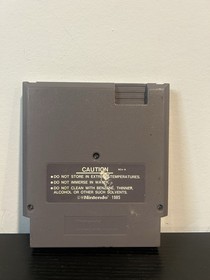 CAUTION
• DO NOT STORE IN EXTREME TEMPERATURES.
• DO NOT IMMERSE IN WATER.
• DO NOT CLEAN WITH BENZENE, THINNER,
ALCOHOL OR OTHER SUCH SOLVENTS.
© Nintendo 1985